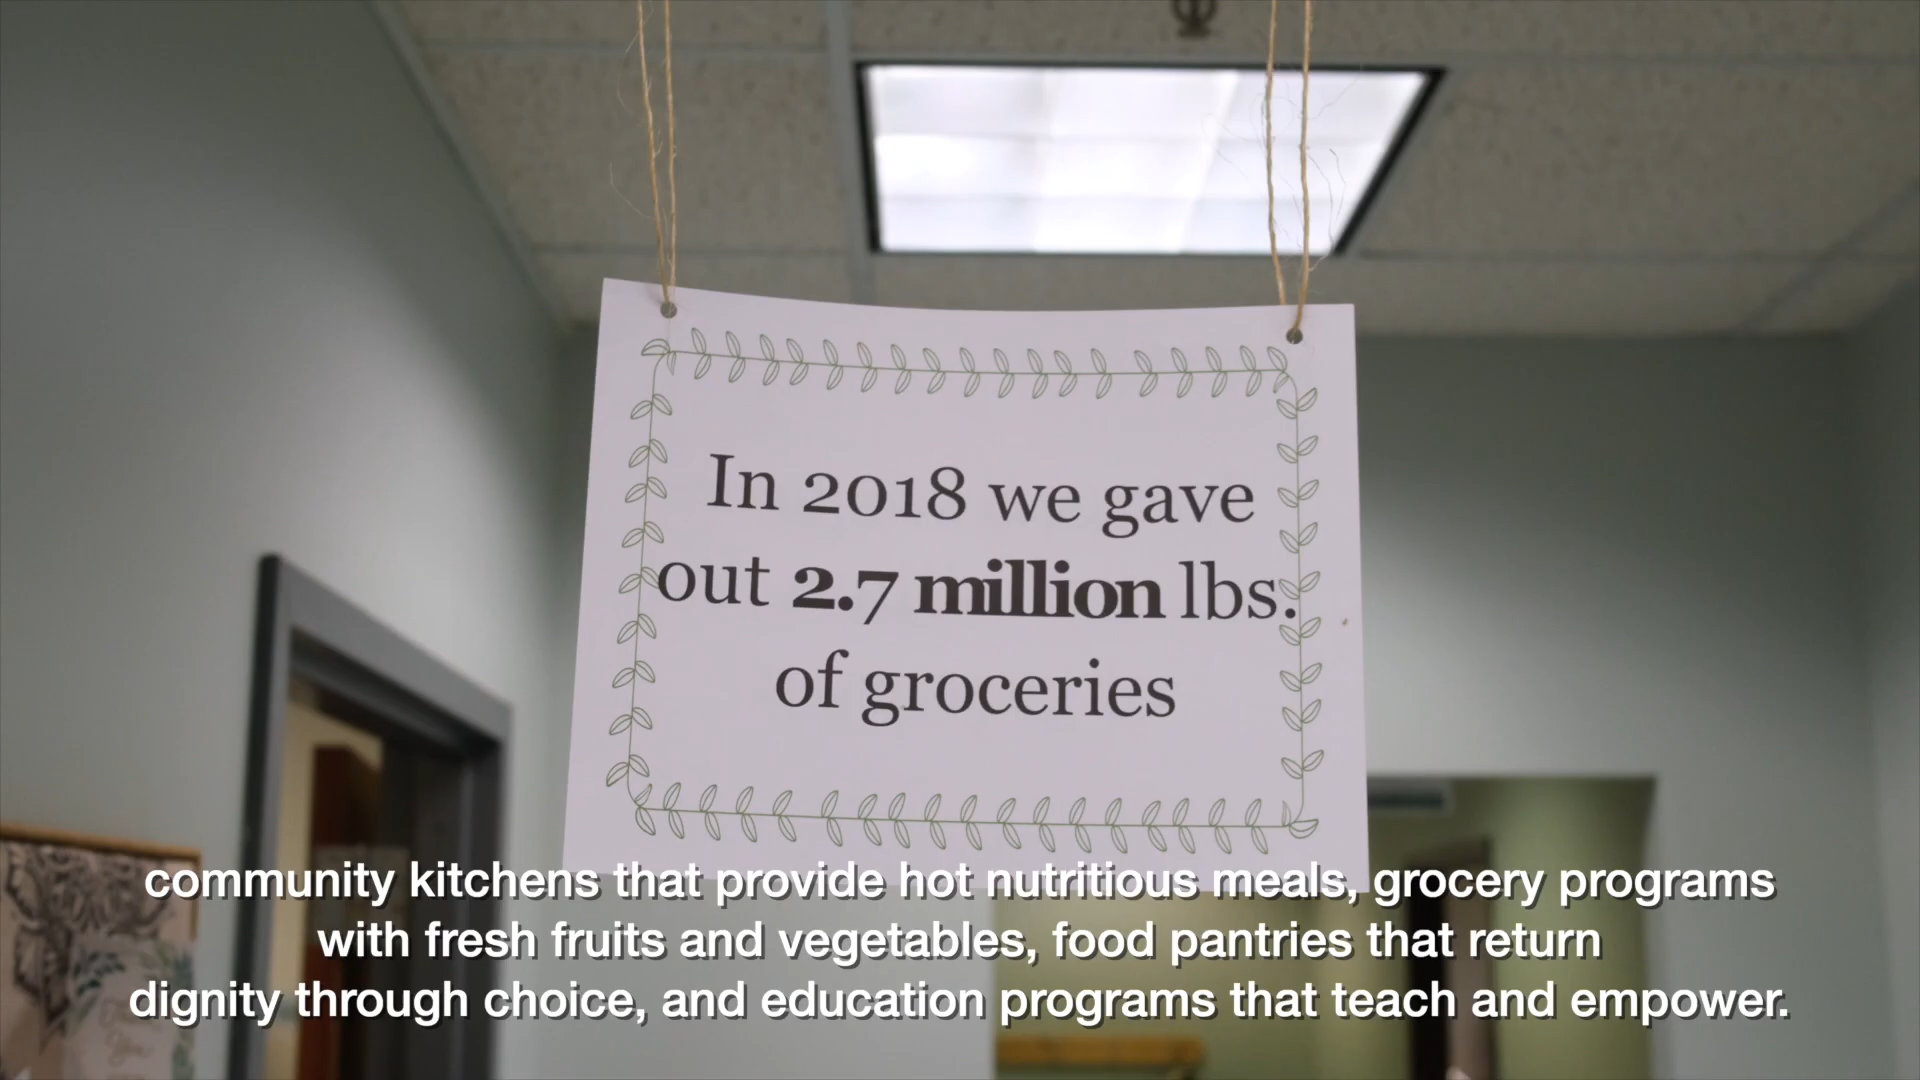 In 2018 we gave
out 2.7 million lbs.
of groceries
community kitchens that provide hot nutritious meals, grocery programs
with fresh fruits and vegetables, food pantries that return
dignity through choice, and education programs that teach and empower.